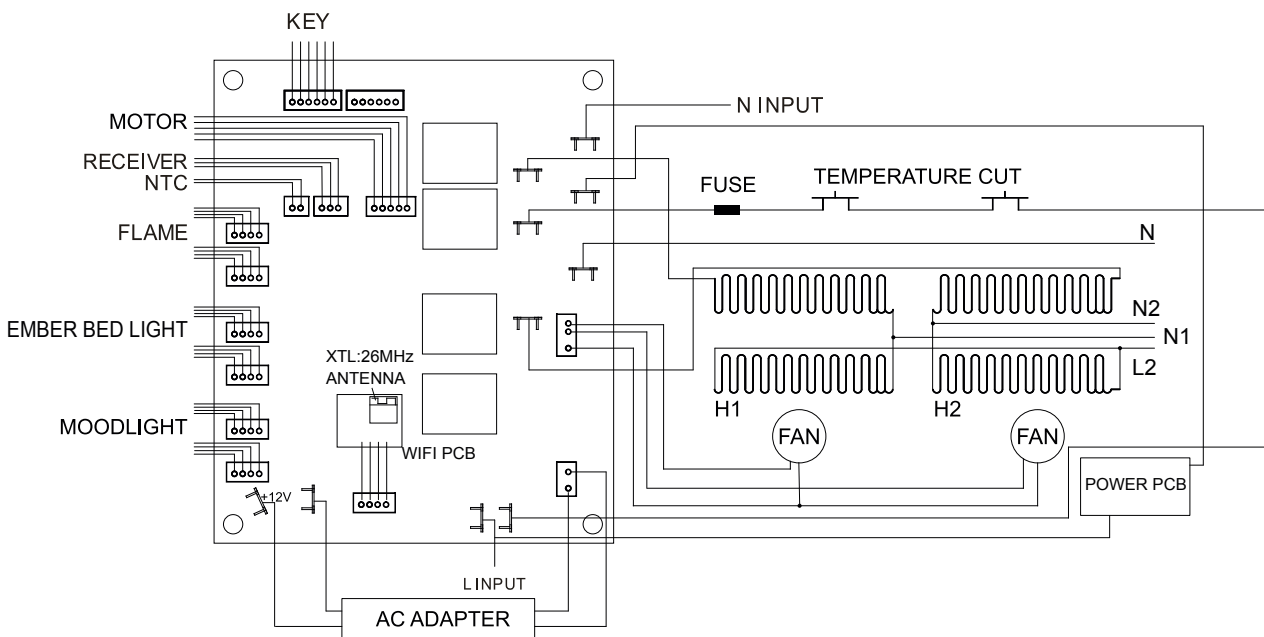 KEY
N INPUT
MOTOR
RECEIVER
NTC
FUSE
TEMPERATURE CUT
FLAME
N
EMBER BED LIGHT
N2
N1
L2
XTL:26MHz
ANTENNA
H1
H2
MOODLIGHT
FAN
FAN
WIFI PCB
POWER PCB
+12V
L INPUT
AC ADAPTER